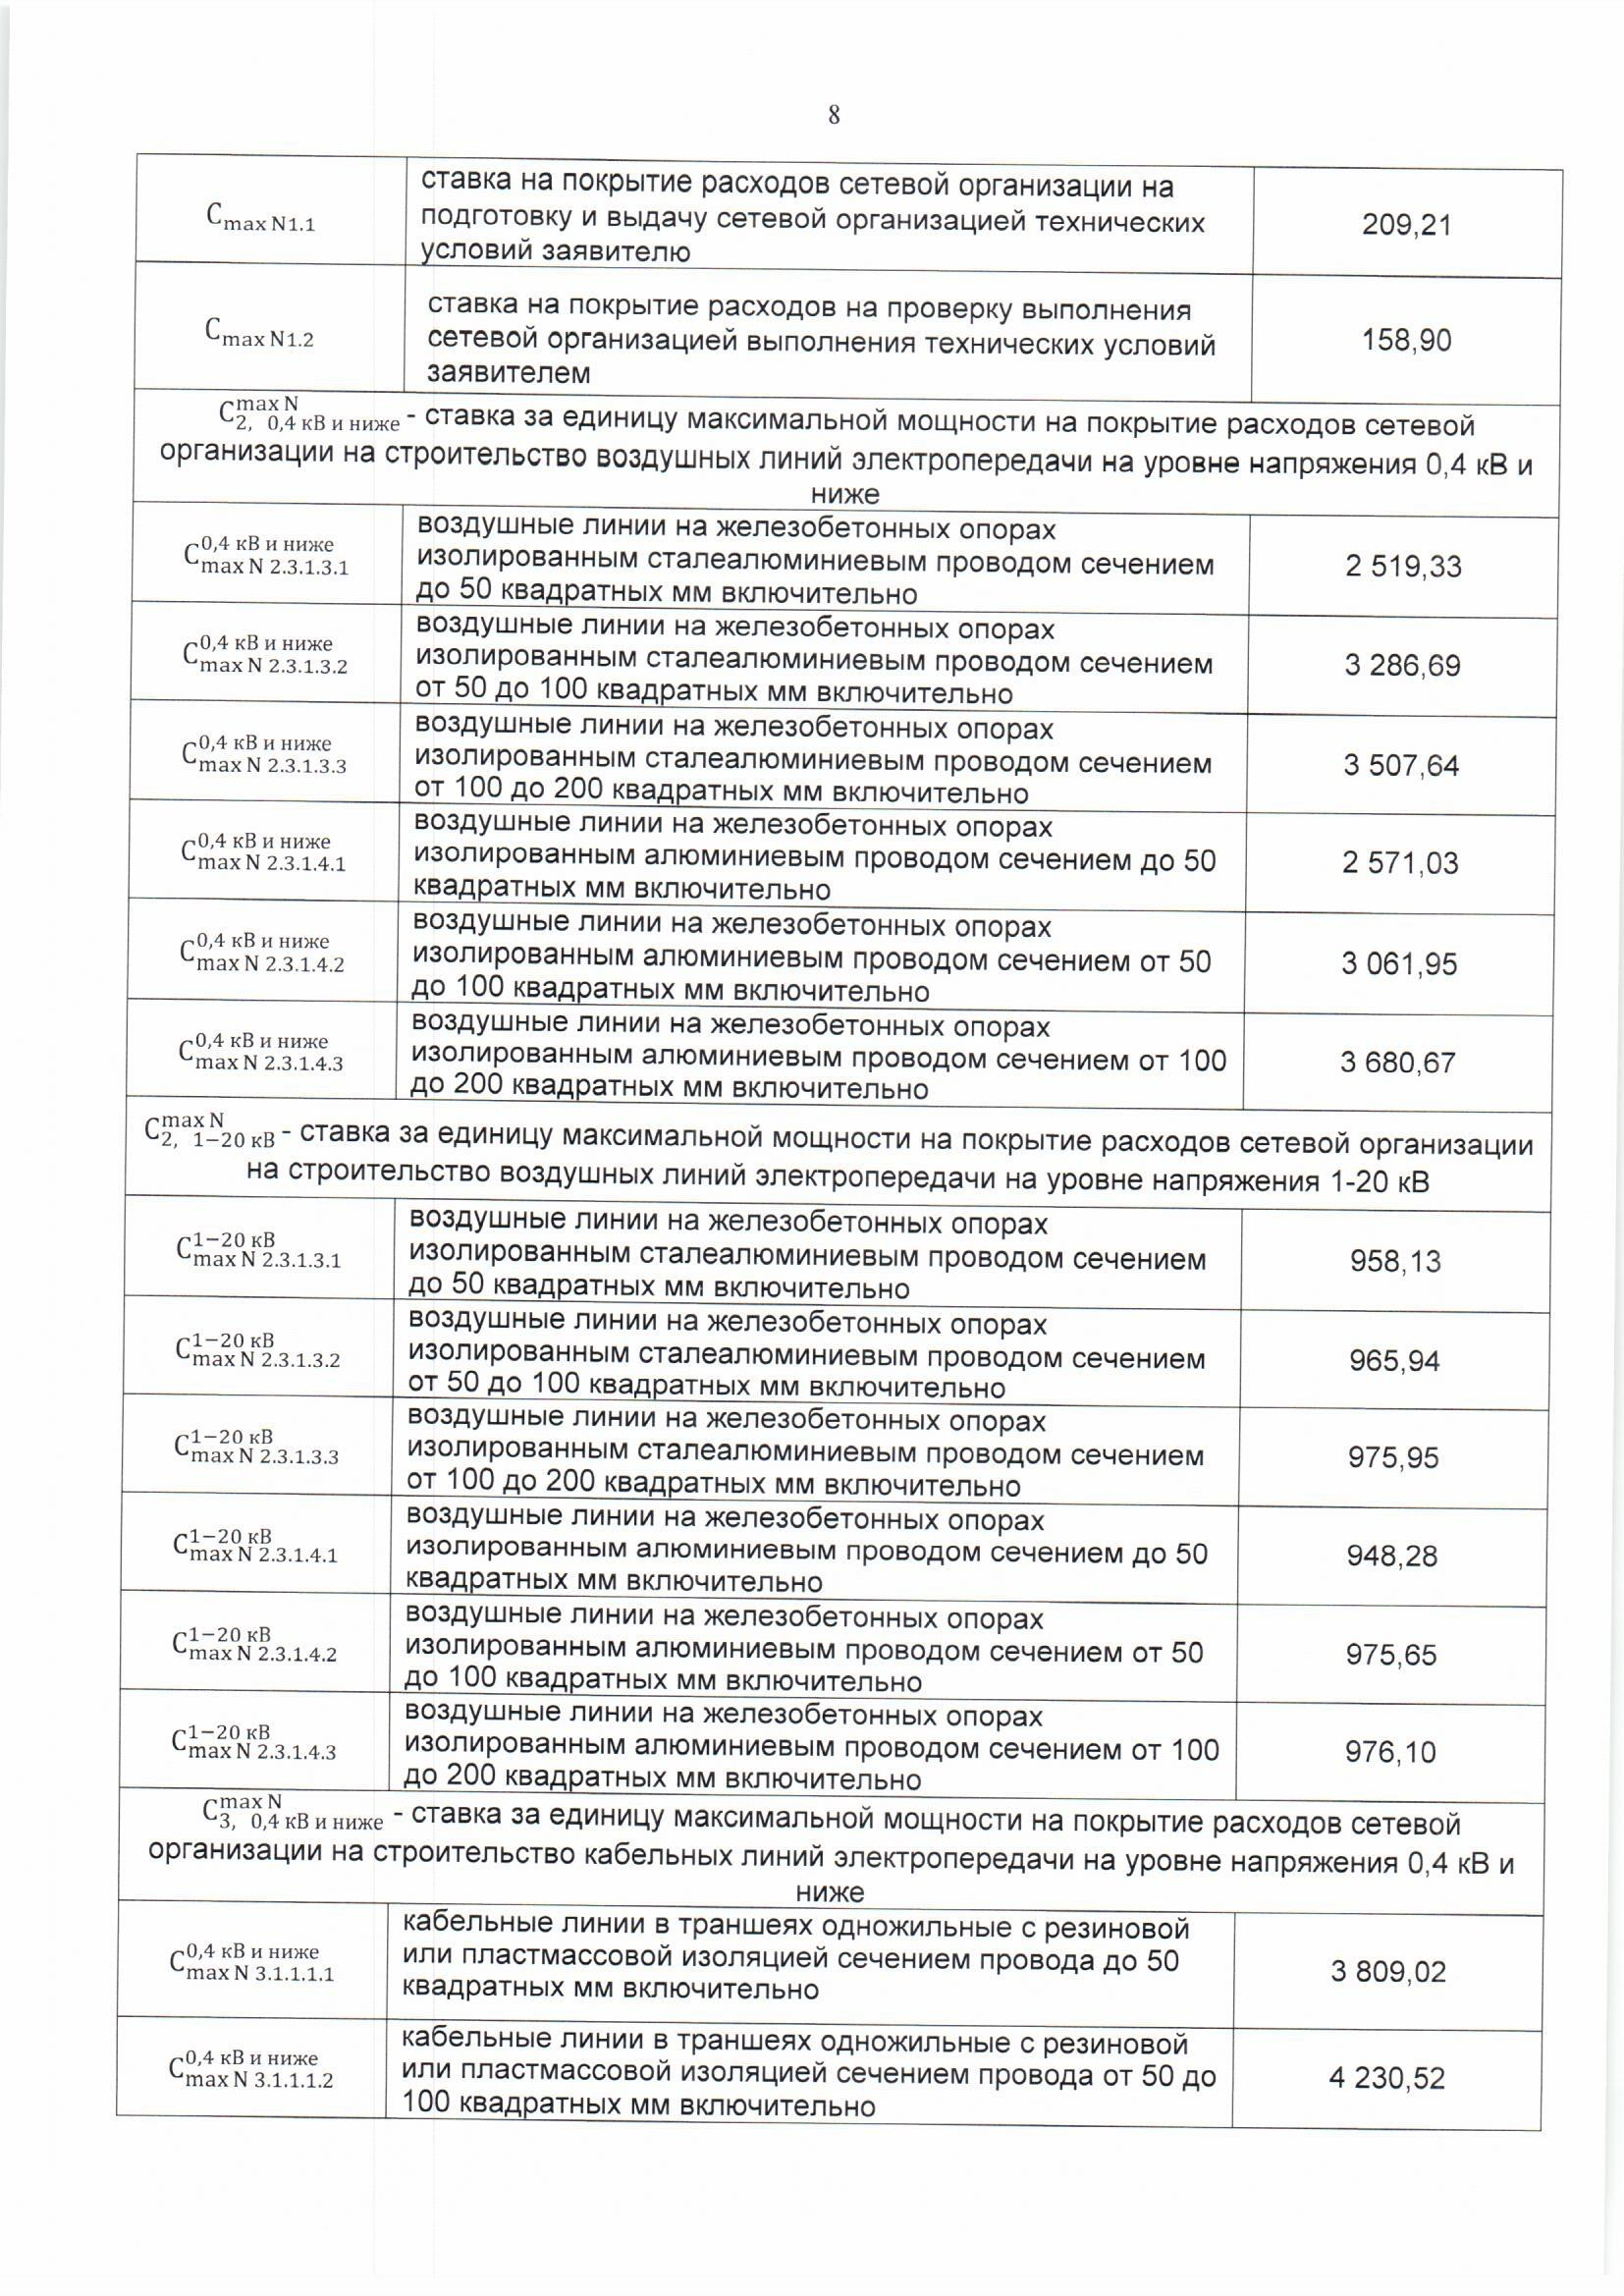 8
C max N1.1
ставка на покрытие расходов сетевой организации на
подготовку и выдачу сетевой организацией технических
условий заявителю
209,21
C max N1.2
ставка на покрытие расходов на проверку выполнения
сетевой организацией выполнения технических условий
заявителем
158,90
C max N 2, 0,4 кВ и ниже - ставка за единицу максимальной мощности на покрытие расходов сетевой
организации на строительство воздушных линий электропередачи на уровне напряжения 0,4 кВ и
ниже
C 0,4 кВ и ниже max N 2.3.1.3.1
воздушные линии на железобетонных опорах
изолированным сталеалюминиевым проводом сечением
до 50 квадратных мм включительно
2 519,33
C 0,4 кВ и ниже max N 2.3.1.3.2
воздушные линии на железобетонных опорах
изолированным сталеалюминиевым проводом сечением
от 50 до 100 квадратных мм включительно
3 286,69
C 0,4 кВ и ниже max N 2.3.1.3.3
воздушные линии на железобетонных опорах
изолированным сталеалюминиевым проводом сечением
от 100 до 200 квадратных мм включительно
3 507,64
C 0,4 кВ и ниже max N 2.3.1.4.1
воздушные линии на железобетонных опорах
изолированным алюминиевым проводом сечением до 50
квадратных мм включительно
2 571,03
C 0,4 кВ и ниже max N 2.3.1.4.2
воздушные линии на железобетонных опорах
изолированным алюминиевым проводом сечением от 50
до 100 квадратных мм включительно
3 061,95
C 0,4 кВ и ниже max N 2.3.1.4.3
воздушные линии на железобетонных опорах
изолированным алюминиевым проводом сечением от 100
до 200 квадратных мм включительно
3 680,67
C max N 2, 1−20 кВ - ставка за единицу максимальной мощности на покрытие расходов сетевой организации
на строительство воздушных линий электропередачи на уровне напряжения 1-20 кВ
C 1−20 кВ max N 2.3.1.3.1
воздушные линии на железобетонных опорах
изолированным сталеалюминиевым проводом сечением
до 50 квадратных мм включительно
958,13
C 1−20 кВ max N 2.3.1.3.2
воздушные линии на железобетонных опорах
изолированным сталеалюминиевым проводом сечением
от 50 до 100 квадратных мм включительно
965,94
C 1−20 кВ max N 2.3.1.3.3
воздушные линии на железобетонных опорах
изолированным сталеалюминиевым проводом сечением
от 100 до 200 квадратных мм включительно
975,95
C 1−20 кВ max N 2.3.1.4.1
воздушные линии на железобетонных опорах
изолированным алюминиевым проводом сечением до 50
квадратных мм включительно
948,28
C 1−20 кВ max N 2.3.1.4.2
воздушные линии на железобетонных опорах
изолированным алюминиевым проводом сечением от 50
до 100 квадратных мм включительно
975,65
C 1−20 кВ max N 2.3.1.4.3
воздушные линии на железобетонных опорах
изолированным алюминиевым проводом сечением от 100
до 200 квадратных мм включительно
976,10
C max N 3, 0,4 кВ и ниже - ставка за единицу максимальной мощности на покрытие расходов сетевой
организации на строительство кабельных линий электропередачи на уровне напряжения 0,4 кВ и
ниже
C 0,4 кВ и ниже max N 3.1.1.1.1
кабельные линии в траншеях одножильные с резиновой
или пластмассовой изоляцией сечением провода до 50
квадратных мм включительно
3 809,02
C 0,4 кВ и ниже max N 3.1.1.1.2
кабельные линии в траншеях одножильные с резиновой
или пластмассовой изоляцией сечением провода от 50 до
100 квадратных мм включительно
4 230,52